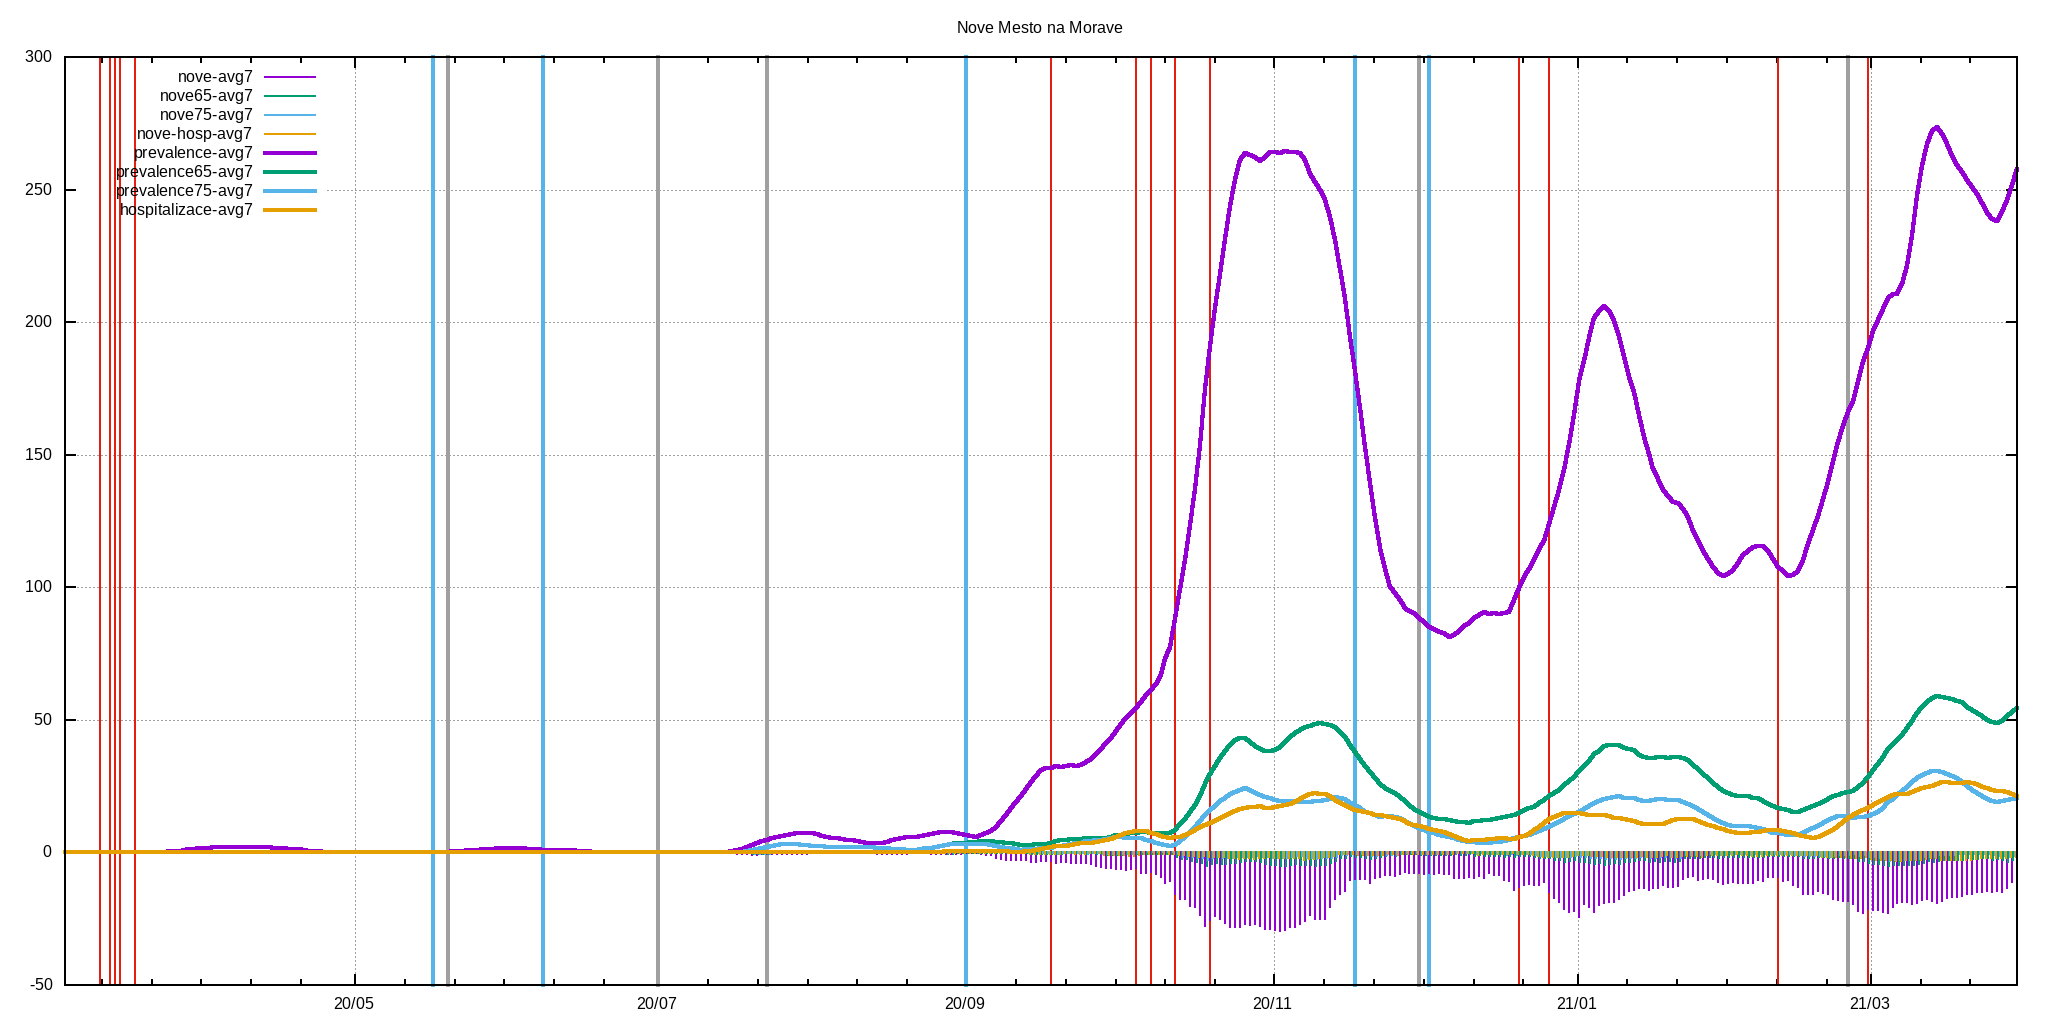 Nove Mesto na Morave
300
250
200
150
100
50
0
-50
nove-avg7
nove65-avg7
nove75-avg7
nove-hosp-avg7
prevalence-avg7
prevalence65-avg7
prevalence75-avg7
hospitalizace-avg7
20/05
20/07
20/09
20/11
21/01
21/03